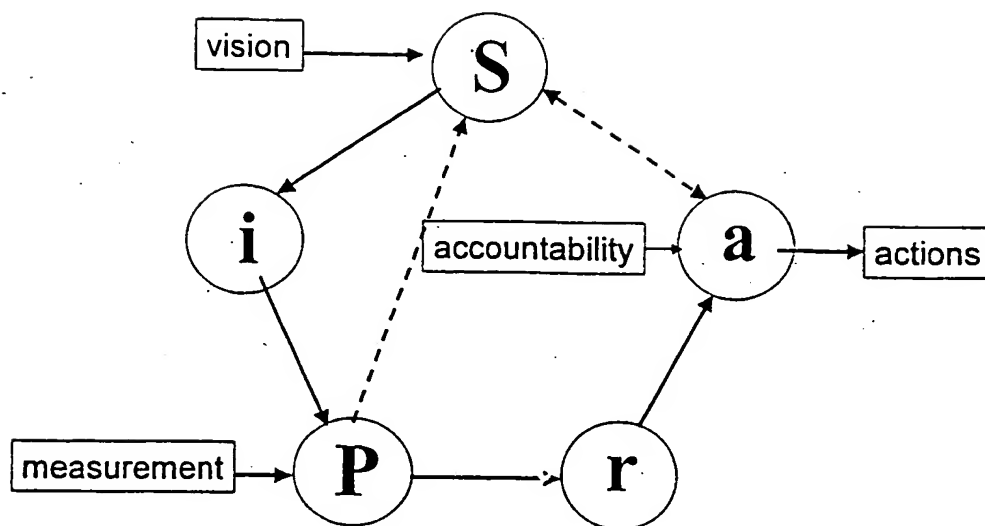 vision
S
i
accountability
a
actions
measurement
P
r